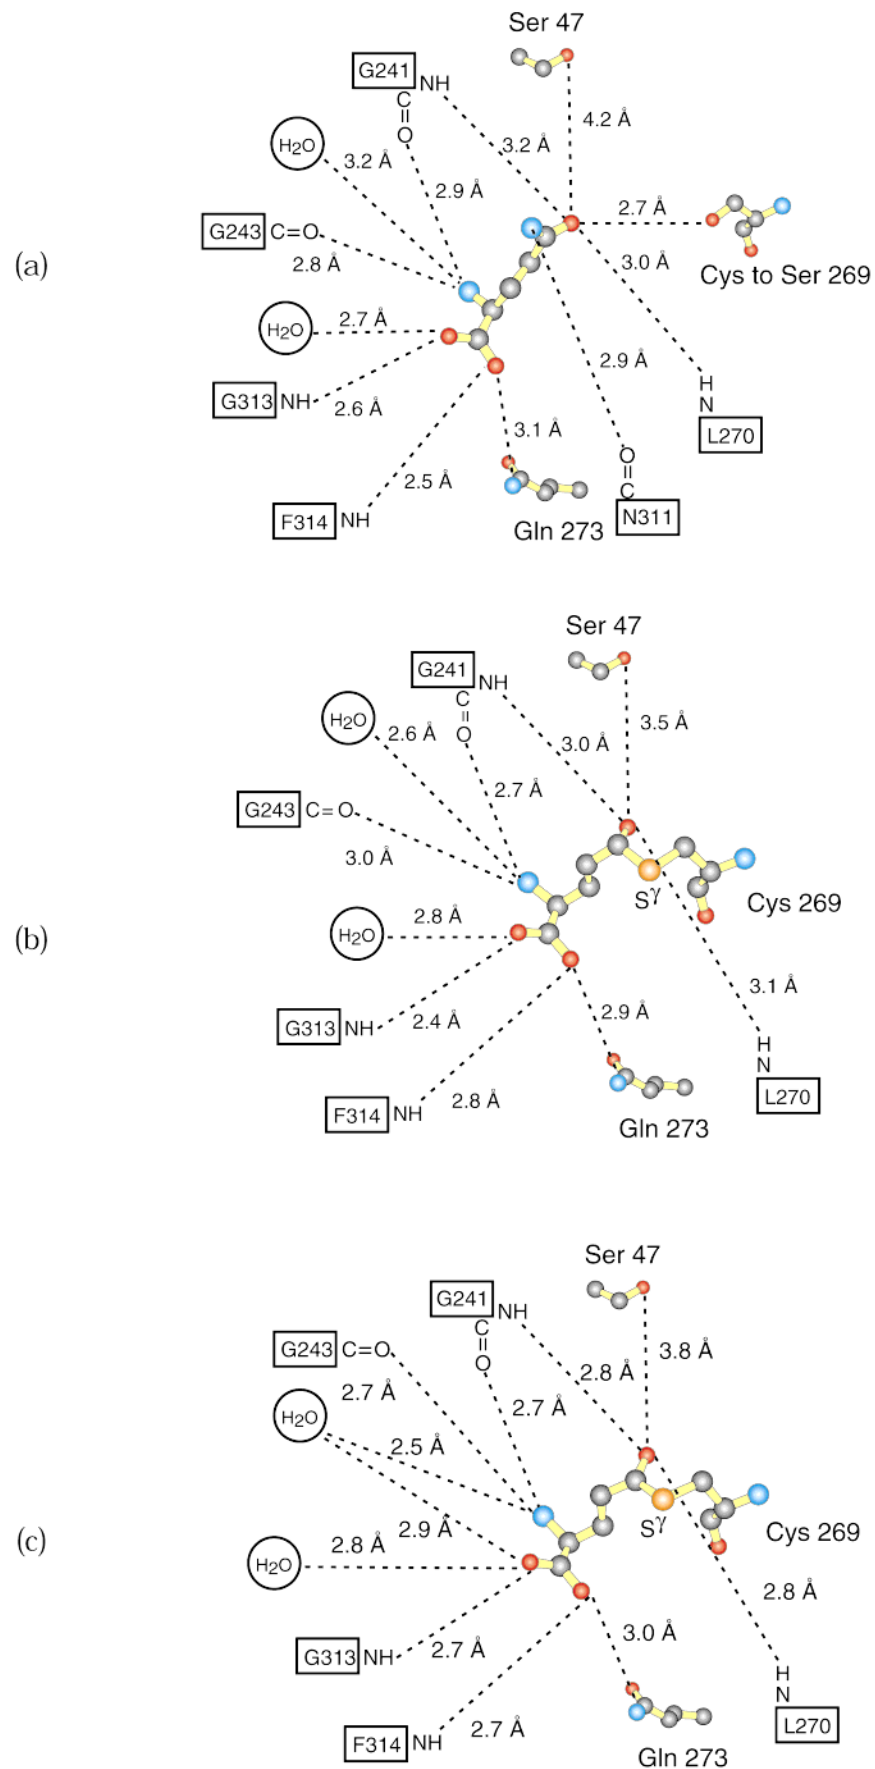 (a)
Ser 47
G241 NH
C
=
O
H2O
3.2 Å
2.9 Å
3.2 Å
4.2 Å
G243 C=O
2.8 Å
2.7 Å
Cys to Ser 269
3.0 Å
H2O
2.7 Å
G313 NH
2.6 Å
2.9 Å
H
N
L270
3.1 Å
2.5 Å
O
=
C
N311
F314 NH
Gln 273
(b)
Ser 47
G241 NH
C
=
O
H2O
2.6 Å
2.7 Å
3.0 Å
3.5 Å
G243 C=O
3.0 Å
Sγ
Cys 269
H2O
2.8 Å
G313 NH
2.4 Å
2.9 Å
3.1 Å
H
N
L270
2.8 Å
F314 NH
Gln 273
(c)
Ser 47
G241 NH
C
=
O
G243 C=O
2.7 Å
2.8 Å
3.8 Å
2.7 Å
H2O
2.5 Å
2.9 Å
Sγ
Cys 269
H2O
2.8 Å
2.8 Å
G313 NH
2.7 Å
3.0 Å
H
N
L270
2.7 Å
F314 NH
Gln 273